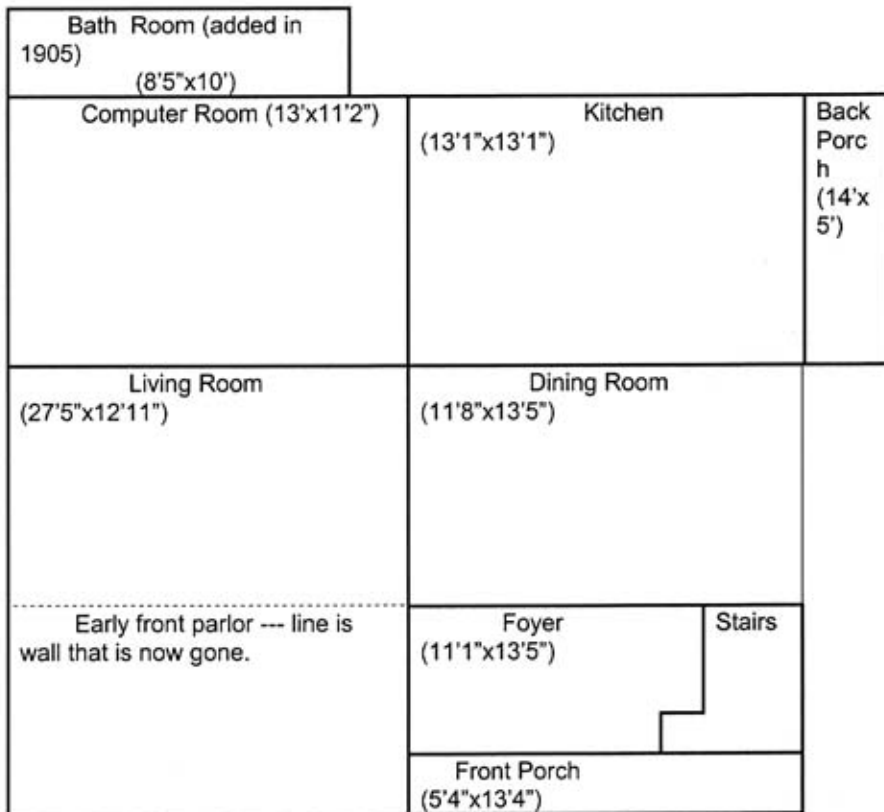 Bath Room (added in
1905)
(8'5"x10')
Computer Room (13'x11'2")
Kitchen
(13'1"x13'1")
Back
Porc
h
(14'x
5')
Living Room
(27'5"x12'11")
Dining Room
(11'8"x13'5")
Early front parlor --- line is
wall that is now gone.
Foyer
(11'1"x13'5")
Stairs
Front Porch
(5'4"x13'4")